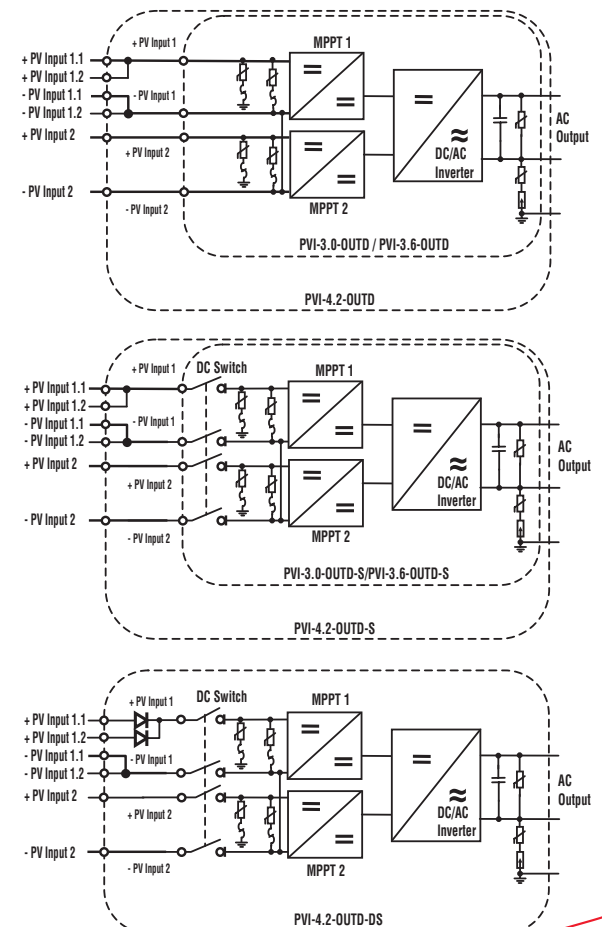 + PV Input 1
MPPT 1
+ PV Input 1.1
+ PV Input 1.2
- PV Input 1.1
- PV Input 1
- PV Input 1.2
AC
Output
+ PV Input 2
+ PV Input 2
DC/AC
Inverter
- PV Input 2
- PV Input 2
MPPT 2
PVI-3.0-OUTD / PVI-3.6-OUTD
PVI-4.2-OUTD
+ PV Input 1
DC Switch
MPPT 1
+ PV Input 1.1
+ PV Input 1.2
- PV Input 1.1
- PV Input 1
- PV Input 1.2
AC
Output
+ PV Input 2
+ PV Input 2
DC/AC
Inverter
- PV Input 2
- PV Input 2
MPPT 2
PVI-3.0-OUTD-S/PVI-3.6-OUTD-S
PVI-4.2-OUTD-S
+ PV Input 1
DC Switch
MPPT 1
+ PV Input 1.1
+ PV Input 1.2
- PV Input 1.1
- PV Input 1
- PV Input 1.2
AC
Output
+ PV Input 2
+ PV Input 2
DC/AC
Inverter
- PV Input 2
- PV Input 2
MPPT 2
PVI-4.2-OUTD-DS